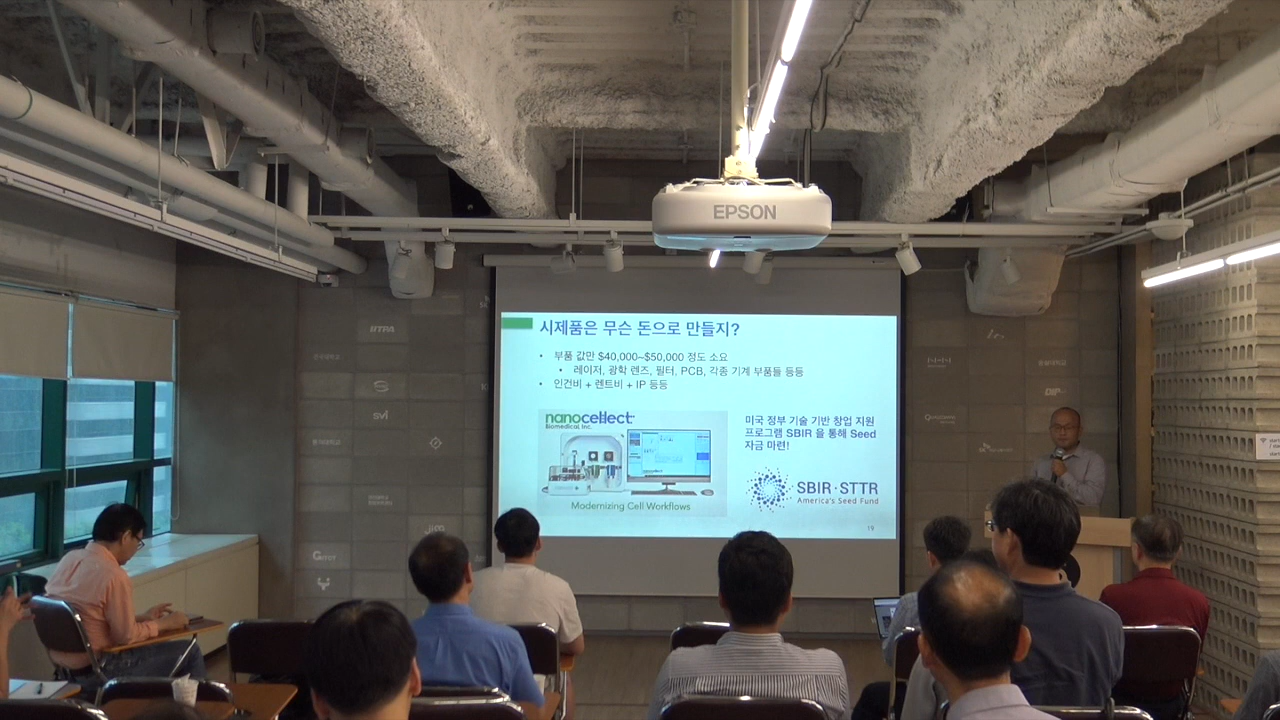 EPSON
시제품은 무슨 돈으로 만들지?
• 부품 값만 $40,000~$50,000 정도 소요
• 레이저, 광학 렌즈, 필터, PCB, 각종 기계 부품들 등등
• 인건비 + 렌트비 + IP 등등
nanocellect
Biomedical, Inc.
Modernizing Cell Workflows
미국 정부 기술 기반 창업 지원
프로그램 SBIR 을 통해 Seed
자금 마련!
SBIR·STTR
America's Seed Fund
19
IITPA
SVI